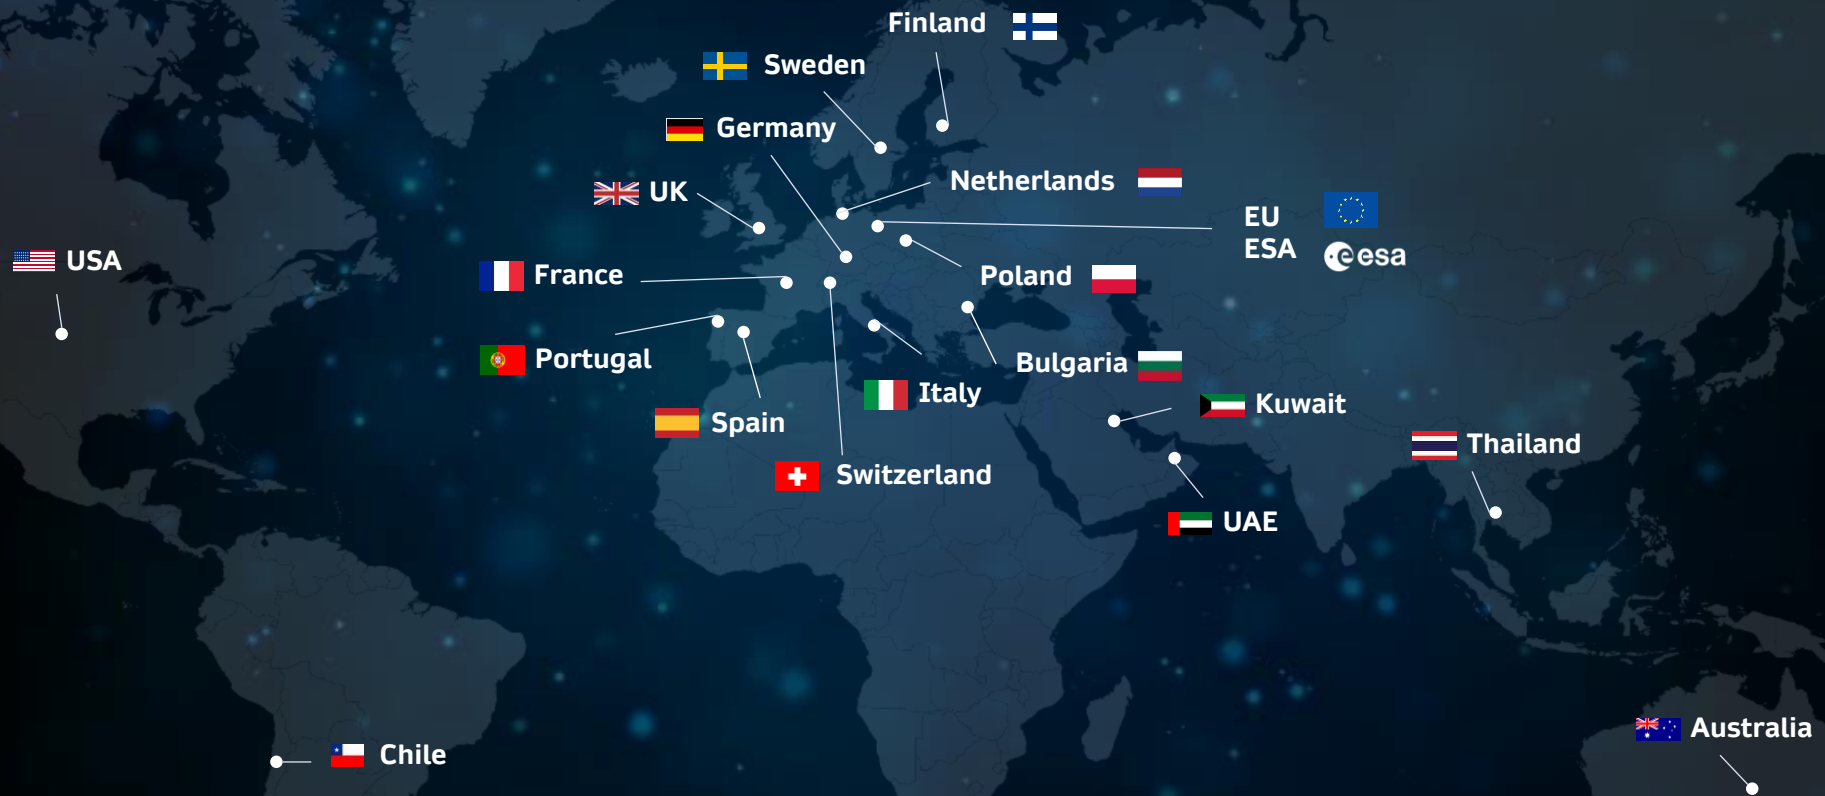 Finland
Sweden
Germany
Netherlands
UK
EU
ESA
esa
USA
France
Poland
Portugal
Bulgaria
Italy
Kuwait
Spain
Thailand
Switzerland
UAE
Australia
Chile